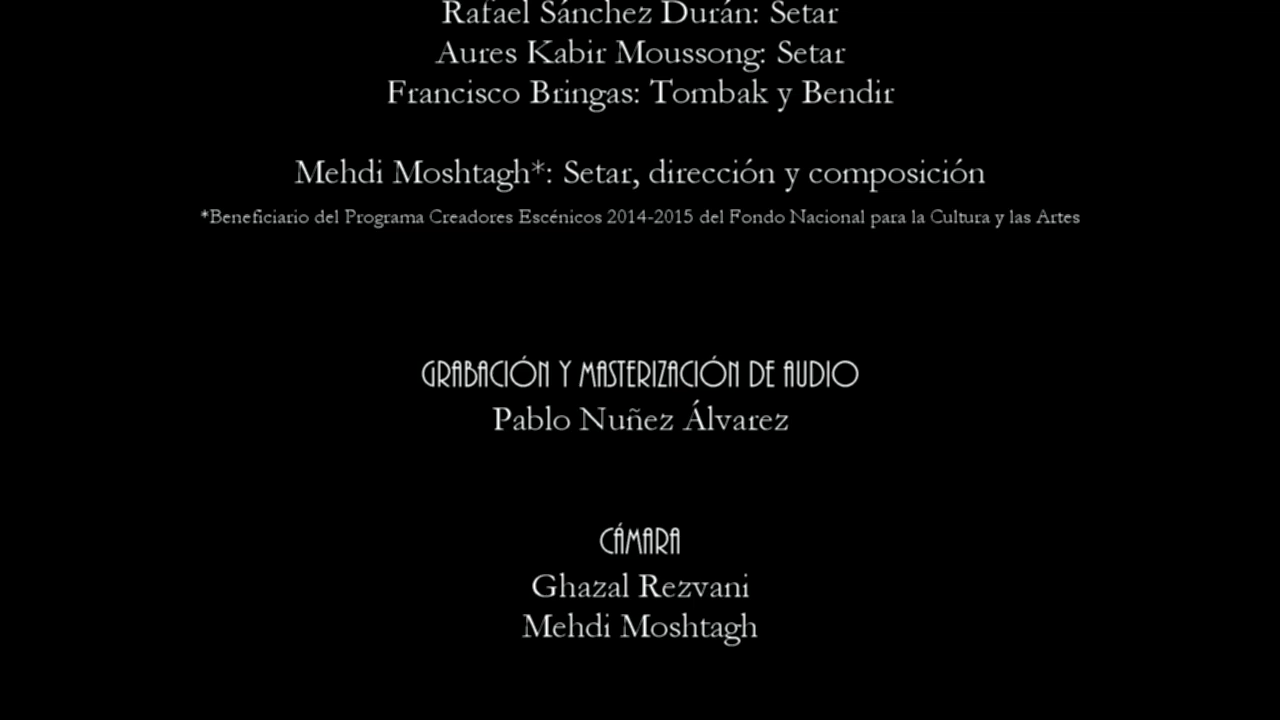 Rafael Sánchez Durán: Setar
Aures Kabir Moussong: Setar
Francisco Bringas: Tombak y Bendir
Mehdi Moshtagh*: Setar, dirección y composición
*Beneficiario del Programa Creadores Escénicos 2014-2015 del Fondo Nacional para la Cultura y las Artes
GRABACIÓN Y MASTERIZACIÓN DE AUDIO
Pablo Nuñez Álvarez
CÁMARA
Ghazal Rezvani
Mehdi Moshtagh